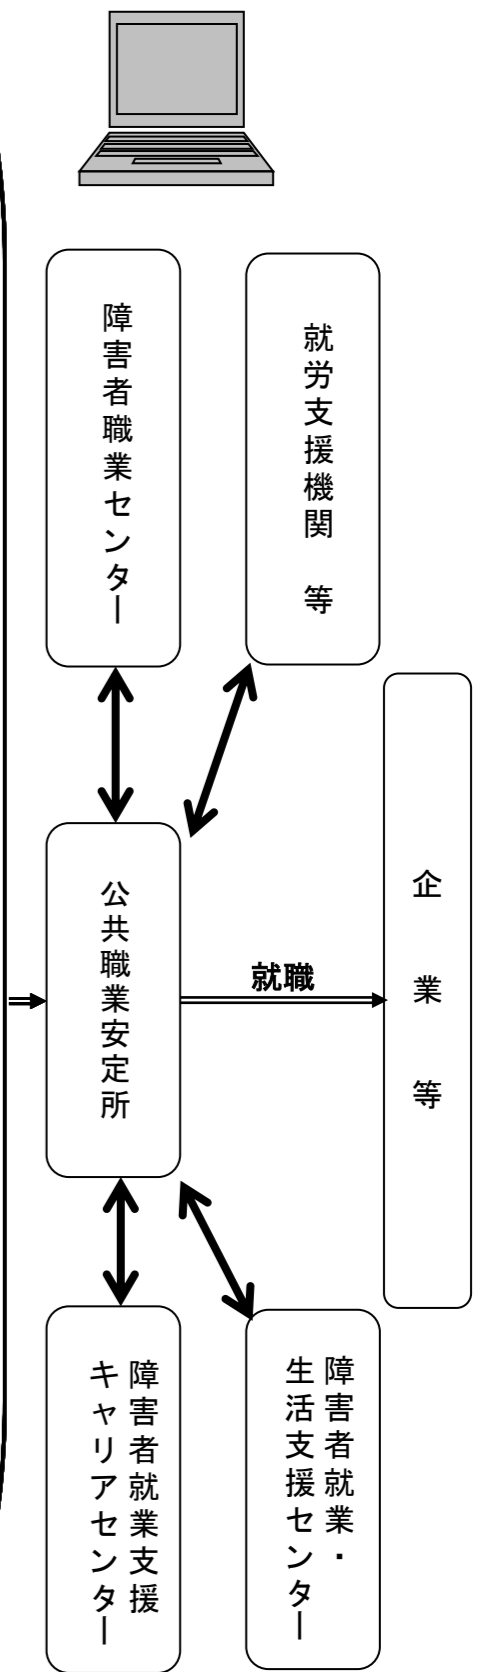 障害者職業センター
就労支援機関　等
公共職業安定所
就職
企業等
障害者就業支援
キャリアセンター
障害者就業・
生活支援センター